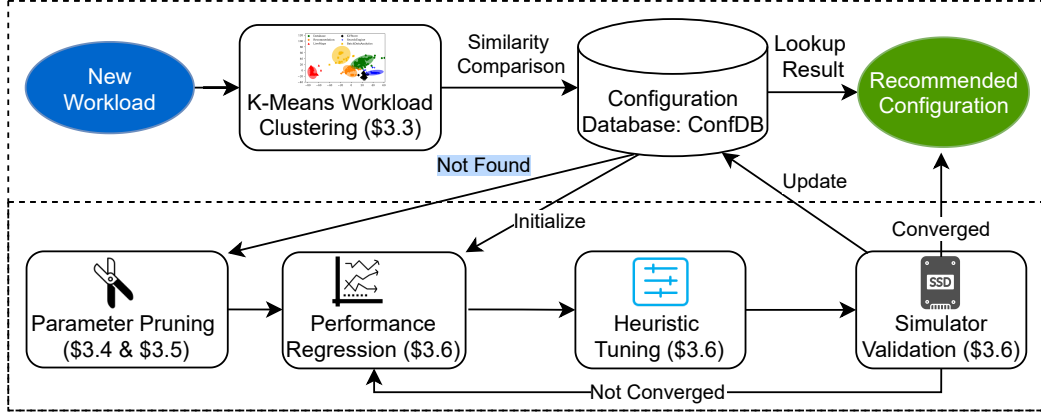 New
Workload
K-Means Workload
Clustering ($3.3)
Similarity
Comparison
Configuration
Database: ConfDB
Lookup
Result
Recommended
Configuration
Not Found
Initialize
Update
Converged
Parameter Pruning
($3.4 & $3.5)
Performance
Regression ($3.6)
Heuristic
Tuning ($3.6)
SSD
Simulator
Validation ($3.6)
Not Converged